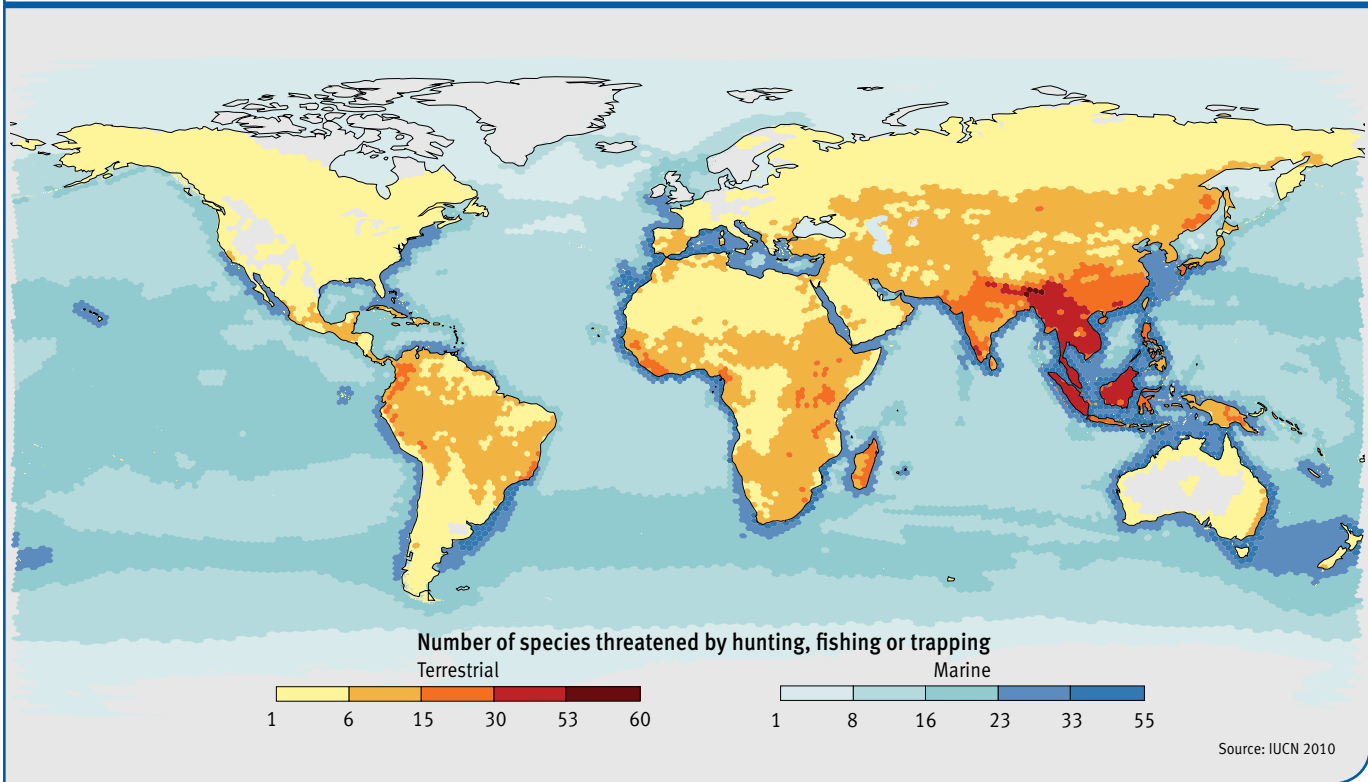 Number of species threatened by hunting, fishing or trapping
Terrestrial
Marine
1 6 15 30 53 60
1 8 16 23 33 55
Source: IUCN 2010